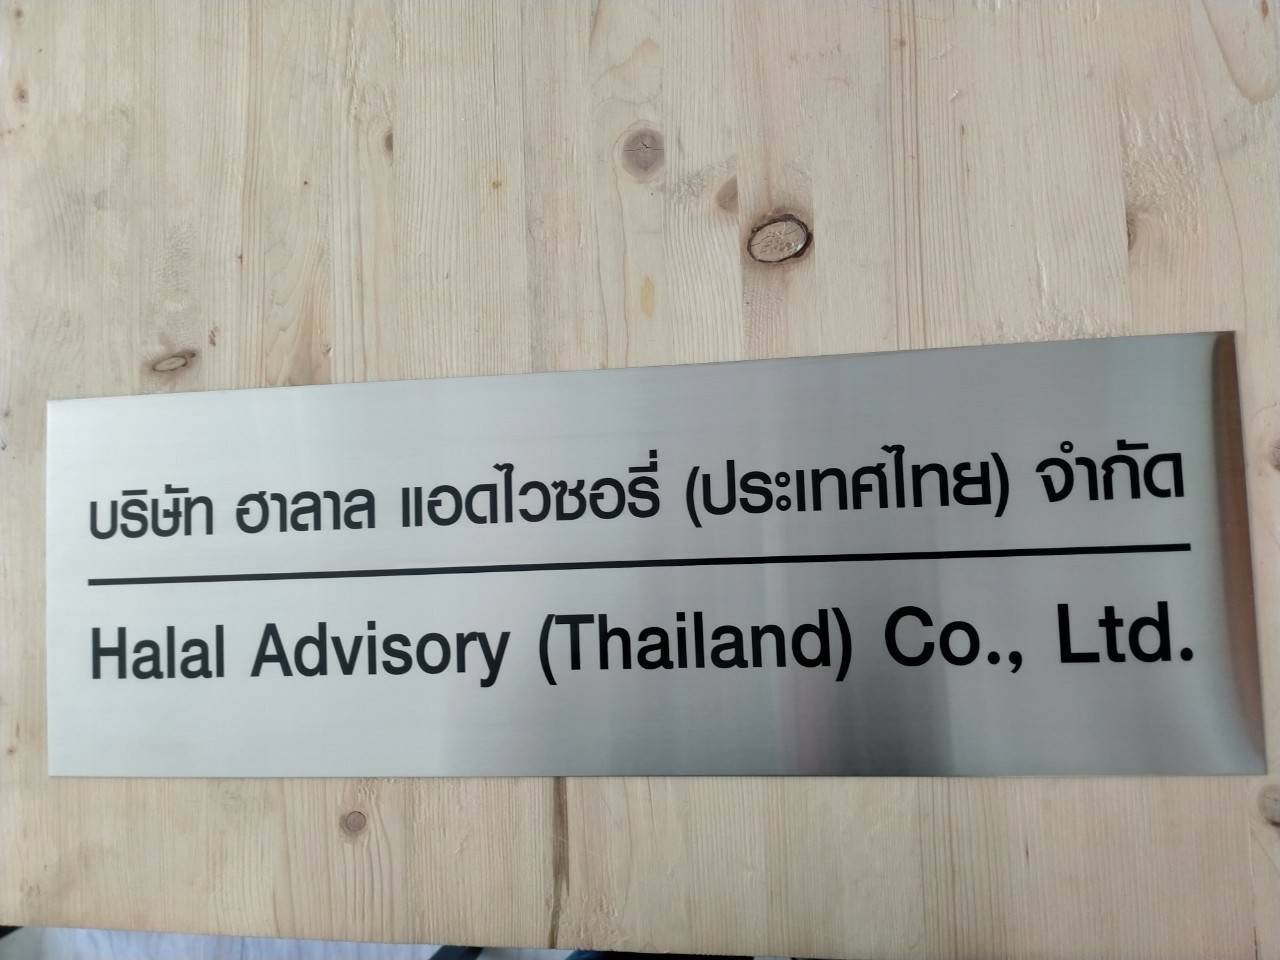 บริษัท ฮาลาล แอดไวซอรี่ (ประเทศไทย) จำกัด
Halal Advisory (Thailand) Co., Ltd.